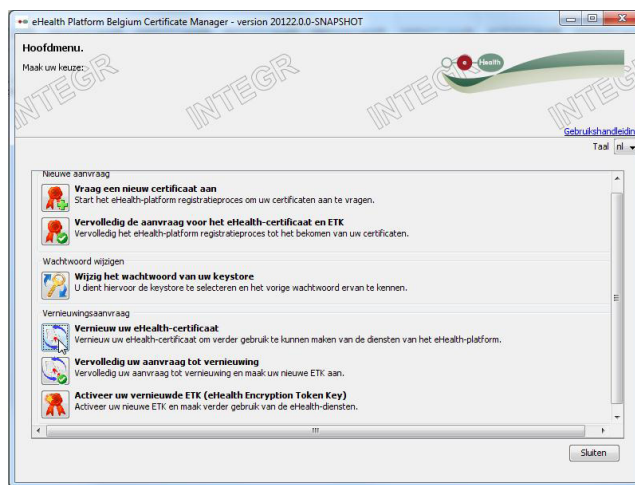 eHealth Platform Belgium Certificate Manager - version 20122.0.0-SNAPSHOT
Hoofdmenu.
Maak uw keuze:
INTEGR
INTEGR
INTEGR
INTEGR
e
Health
Gebruikshandleidin
Taal nl
Nieuwe aanvraag
Vraag een nieuw certificaat aan
Start het eHealth-platform registratieproces om uw certificaten aan te vragen.
Vervolledig de aanvraag voor het eHealth-certificaat en ETK
Vervolledig het eHealth-platform registratieproces tot het bekomen van uw certificaten.
Wachtwoord wijzigen
Wijzig het wachtwoord van uw keystore
U dient hiervoor de keystore te selecteren en het vorige wachtwoord ervan te kennen.
Vernieuwingsaanvraag
Vernieuw uw eHealth-certificaat
Vernieuw uw eHealth-certificaat om verder gebruik te kunnen maken van de diensten van het eHealth-platform.
Vervolledig uw aanvraag tot vernieuwing
Vervolledig uw aanvraag tot vernieuwing en maak uw nieuwe ETK aan.
Activeer uw vernieuwde ETK (eHealth Encryption Token Key)
Activeer uw nieuwe ETK en maak verder gebruik van de eHealth-diensten.
Sluiten